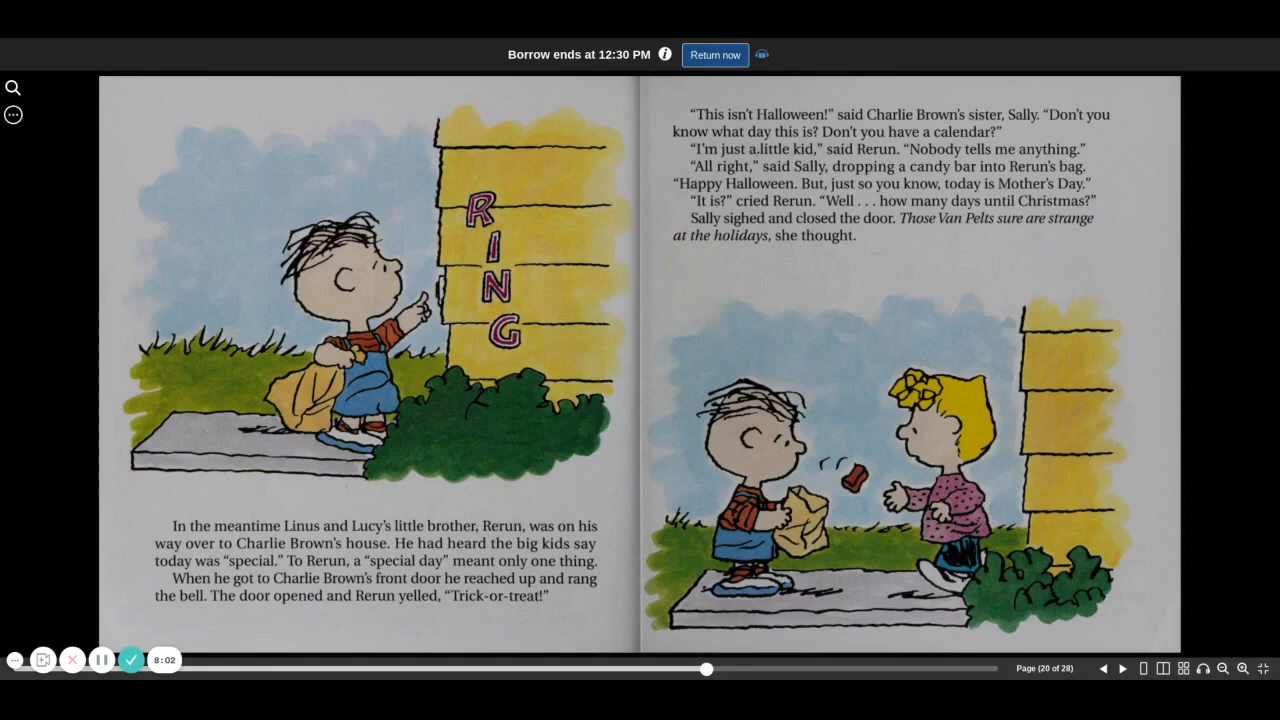 Borrow ends at 12:30 PM
Return now
RING
In the meantime Linus and Lucy's little brother, Rerun, was on his
way over to Charlie Brown's house. He had heard the big kids say
today was “special.” To Rerun, a “special day” meant only one thing.
When he got to Charlie Brown's front door he reached up and rang
the bell. The door opened and Rerun yelled, “Trick-or-treat!”
“This isn't Halloween!” said Charlie Brown's sister, Sally. “Don't you
know what day this is? Don't you have a calendar?”
“I'm just a little kid,” said Rerun. “Nobody tells me anything.”
“All right,” said Sally, dropping a candy bar into Rerun's bag.
“Happy Halloween. But, just so you know, today is Mother's Day.”
“It is?” cried Rerun. “Well . . . how many days until Christmas?”
Sally sighed and closed the door. Those Van Pelts sure are strange
at the holidays, she thought.
8:02
Page (20 of 28)